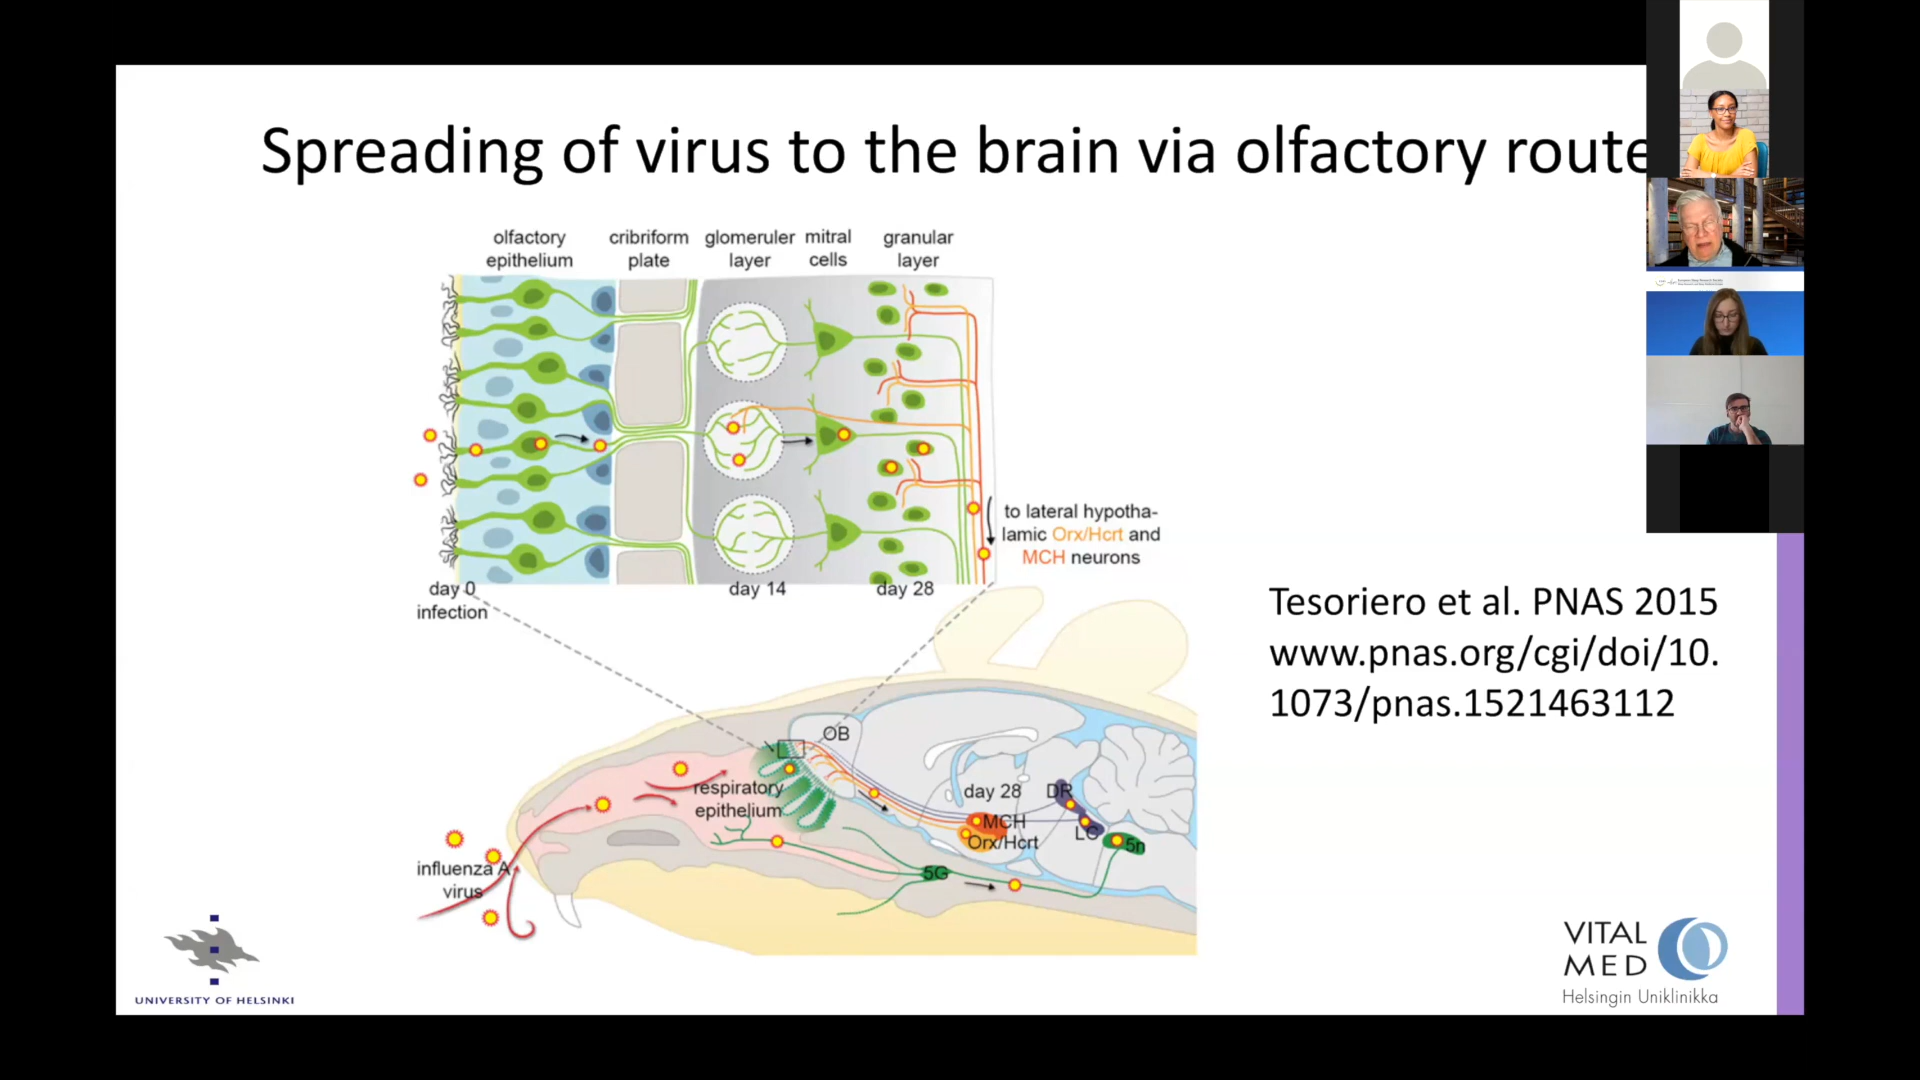 Spreading of virus to the brain via olfactory route
olfactory
epithelium
cribriform
plate
glomeruler
layer
mitral
cells
granular
layer
to lateral hypotha-
lamic Orx/Hcrt and
MCH neurons
day 0
infection
day 14
day 28
Tesoriero et al. PNAS 2015
www.pnas.org/cgi/doi/10.
1073/pnas.1521463112
OB
respiratory
epithelium
day 28
DR
MCH
LC
Orx/Hcrt
5n
5G
influenza A
virus
UNIVERSITY OF HELSINKI
VITAL
MED
Helsingin Uniklinikka